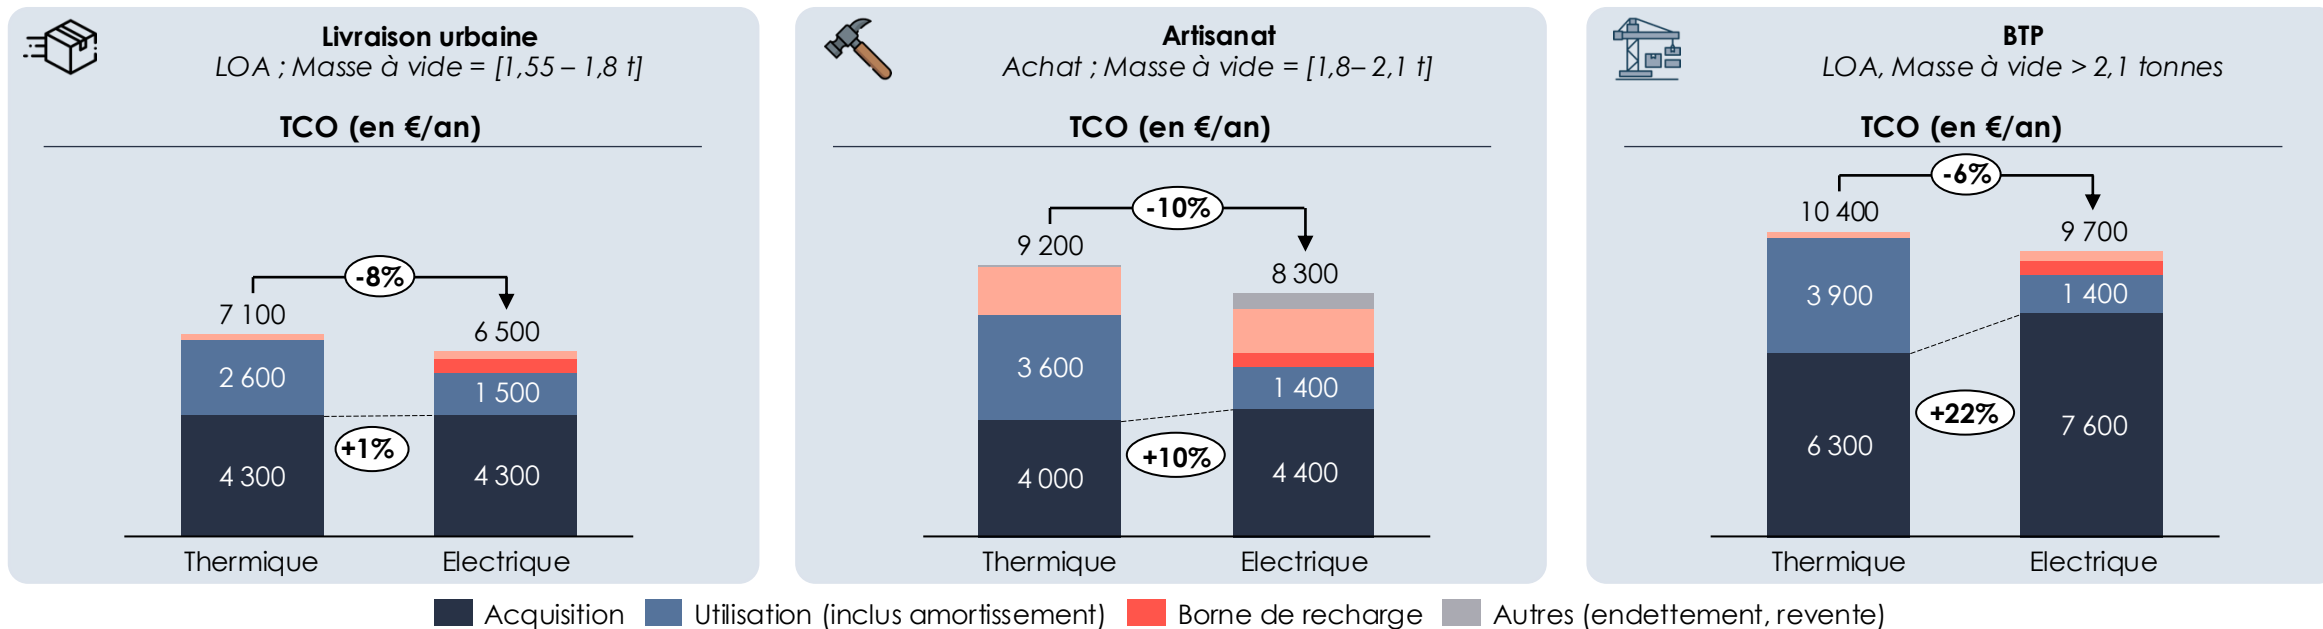 Livraison urbaine
LOA ; Masse à vide = [1,55 – 1,8 t]
TCO (en €/an)
-8%
7 100
6 500
2 600
1 500
+1%
4 300
4 300
Thermique
Electrique
Artisanat
Achat ; Masse à vide = [1,8– 2,1 t]
TCO (en €/an)
-10%
9 200
8 300
3 600
1 400
+10%
4 000
4 400
Thermique
Electrique
BTP
LOA, Masse à vide > 2,1 tonnes
TCO (en €/an)
-6%
10 400
9 700
3 900
1 400
+22%
6 300
7 600
Thermique
Electrique
Acquisition
Utilisation (inclus amortissement)
Borne de recharge
Autres (endettement, revente)